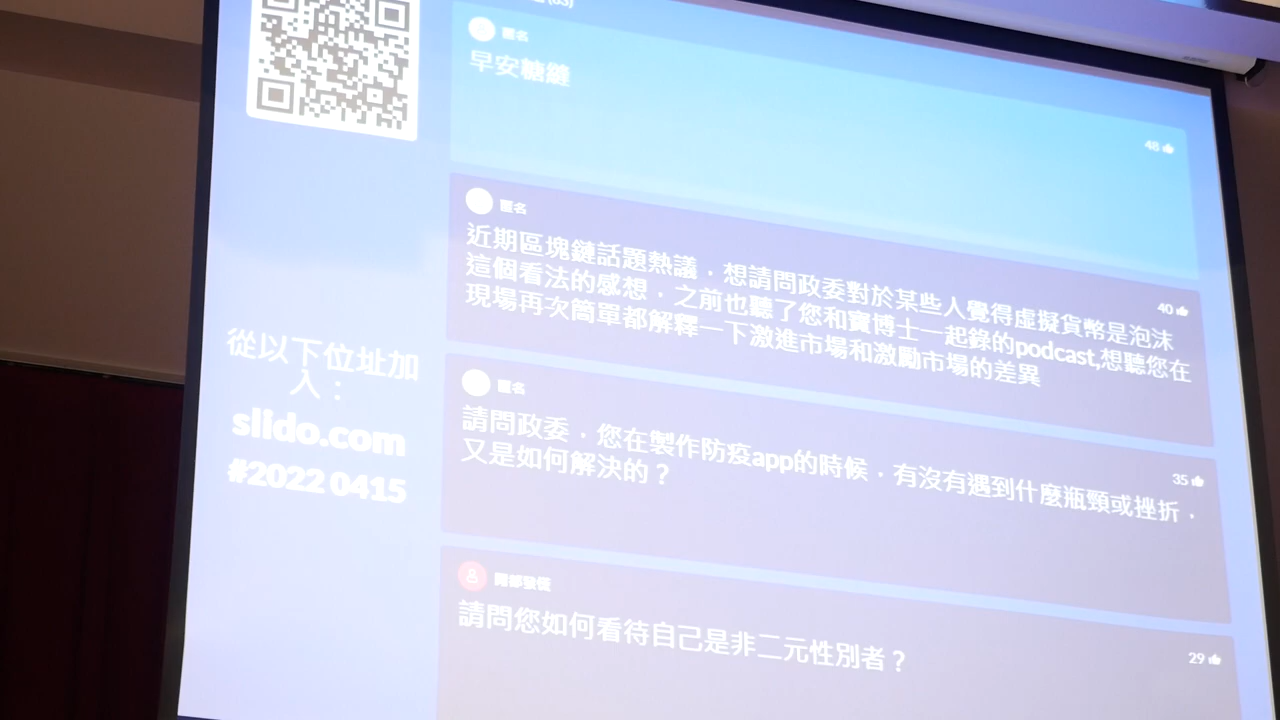 匿名
早安
48
匿名
近期區塊鏈話題熱議，想請問政委對於某些人覺得虛擬貨幣是泡沫
這個看法的感想，之前也聽了您和寶博士一起錄的podcast,想聽您在
現場再次簡單都解釋一下激進市場和激勵市場的差異
40
匿名
請問政委，您在製作防疫app的時候，有沒有遇到什麼瓶頸或挫折，
又是如何解決的？
35
請問您如何看待自己是非二元性別者？
29
從以下位址加
入：
slido.com
#2022 0415